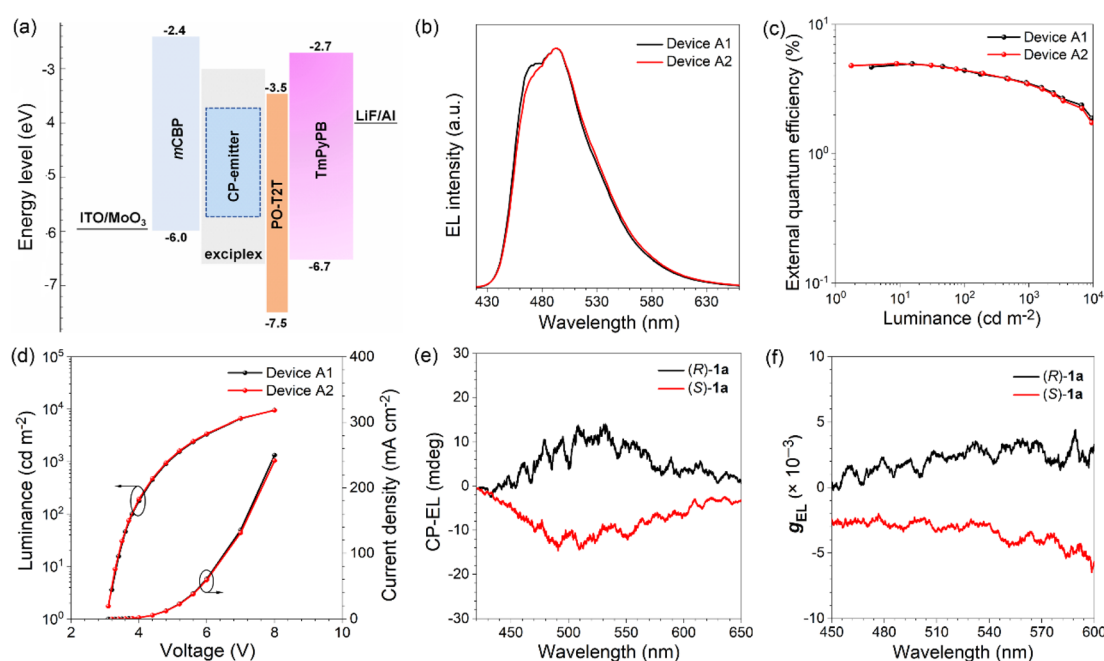 (a)
Energy level (eV)
-3
-4
-5
-6
-7
-2.4
mCBP
-6.0
ITO/MoO₃
CP-emitter
exciplex
-3.5
PO-T2T
-7.5
-2.7
TmPyPB
-6.7
LiF/Al
(b)
EL intensity (a.u.)
Device A1
Device A2
430 480 530 580 630
Wavelength (nm)
(c)
External quantum efficiency (%)
10¹
10⁰
10⁻¹
Device A1
Device A2
10⁰ 10¹ 10² 10³ 10⁴
Luminance (cd m⁻²)
(d)
Luminance (cd m⁻²)
10⁵
10⁴
10³
10²
10¹
10⁰
Device A1
Device A2
400
300
200
100
0
Current density (mA cm⁻²)
2 4 6 8 10
Voltage (V)
(e)
CP-EL (mdeg)
30
20
10
0
-10
-20
-30
(R)-1a
(S)-1a
450 500 550 600 650
Wavelength (nm)
(f)
gEL (× 10⁻³)
10
5
0
-5
-10
(R)-1a
(S)-1a
450 480 510 540 570 600
Wavelength (nm)